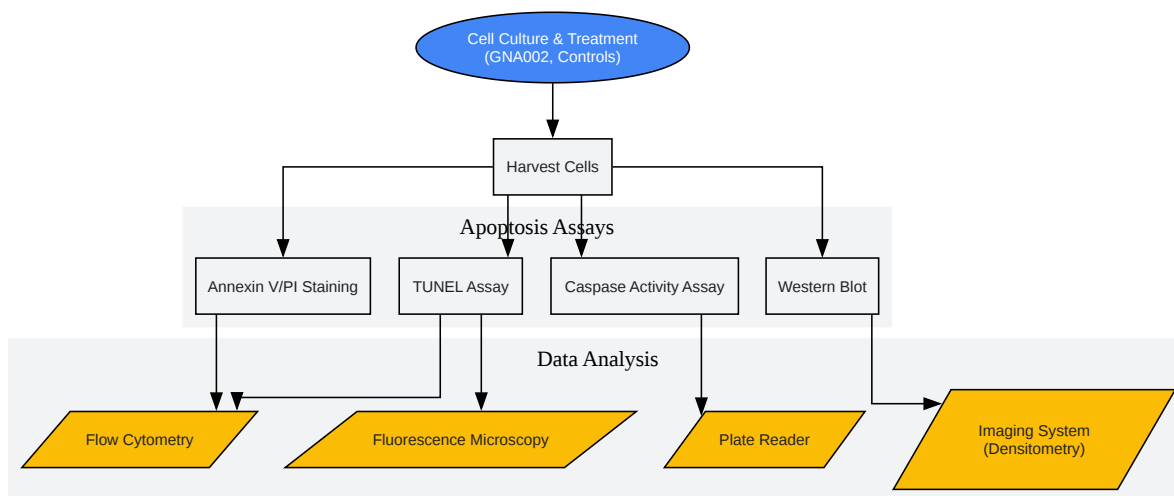 Cell Culture & Treatment
(GNA002, Controls)
Harvest Cells
Apoptosis Assays
Annexin V/PI Staining
TUNEL Assay
Caspase Activity Assay
Western Blot
Data Analysis
Flow Cytometry
Fluorescence Microscopy
Plate Reader
Imaging System
(Densitometry)